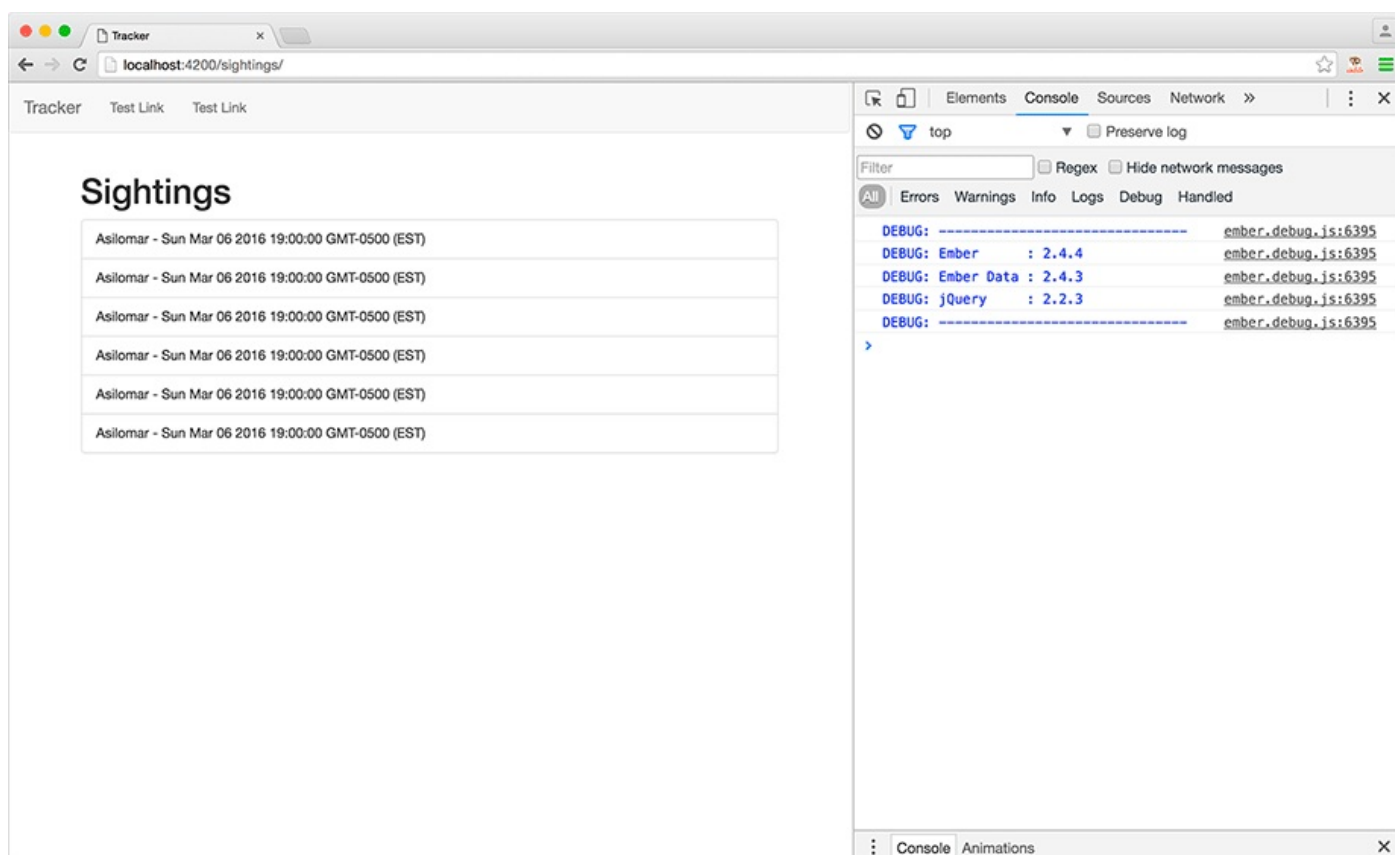 Tracker
localhost:4200/sightings/
Tracker Test Link Test Link
Sightings
Asilomar - Sun Mar 06 2016 19:00:00 GMT-0500 (EST)
Asilomar - Sun Mar 06 2016 19:00:00 GMT-0500 (EST)
Asilomar - Sun Mar 06 2016 19:00:00 GMT-0500 (EST)
Asilomar - Sun Mar 06 2016 19:00:00 GMT-0500 (EST)
Asilomar - Sun Mar 06 2016 19:00:00 GMT-0500 (EST)
Asilomar - Sun Mar 06 2016 19:00:00 GMT-0500 (EST)
Elements Console Sources Network »
top Preserve log
Filter Regex Hide network messages
All Errors Warnings Info Logs Debug Handled
DEBUG: ------------------------------- ember.debug.js:6395
DEBUG: Ember : 2.4.4 ember.debug.js:6395
DEBUG: Ember Data : 2.4.3 ember.debug.js:6395
DEBUG: jQuery : 2.2.3 ember.debug.js:6395
DEBUG: ------------------------------- ember.debug.js:6395
>
Console Animations